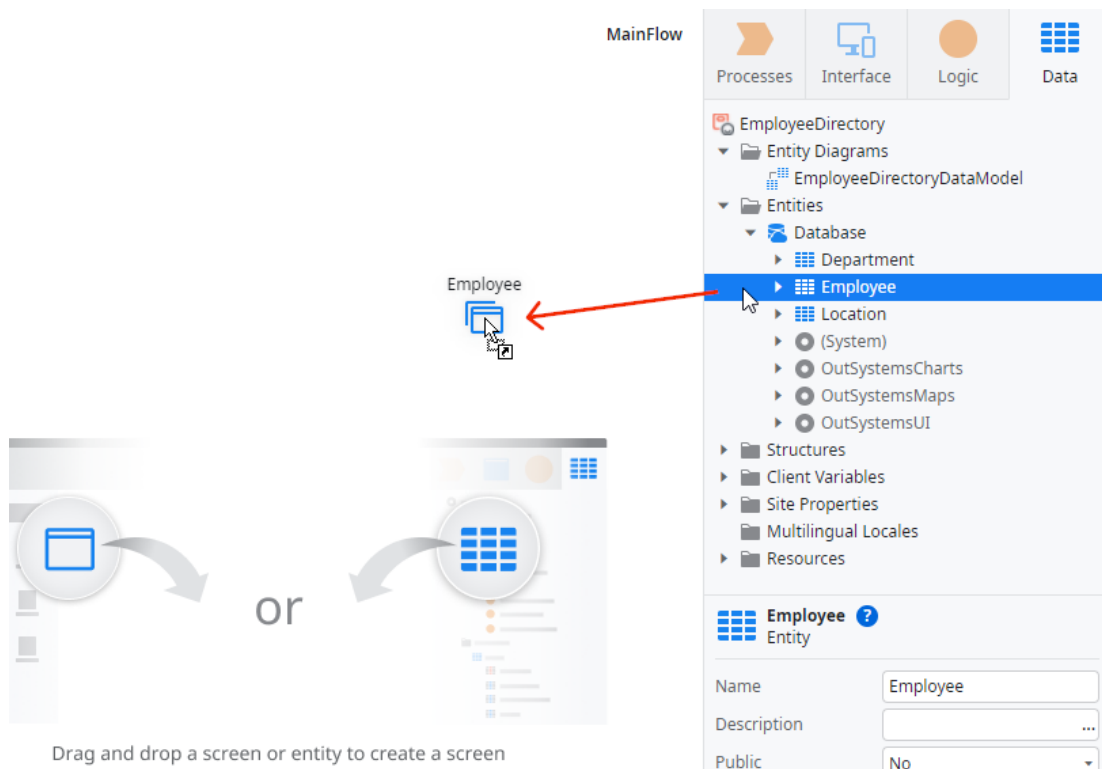 MainFlow
Processes
Interface
Logic
Data
EmployeeDirectory
Entity Diagrams
EmployeeDirectoryDataModel
Entities
Database
Department
Employee
Location
(System)
OutSystemsCharts
OutSystemsMaps
OutSystemsUI
Structures
Client Variables
Site Properties
Multilingual Locales
Resources
Employee
or
Drag and drop a screen or entity to create a screen
Employee ?
Entity
Name Employee
Description ...
Public No